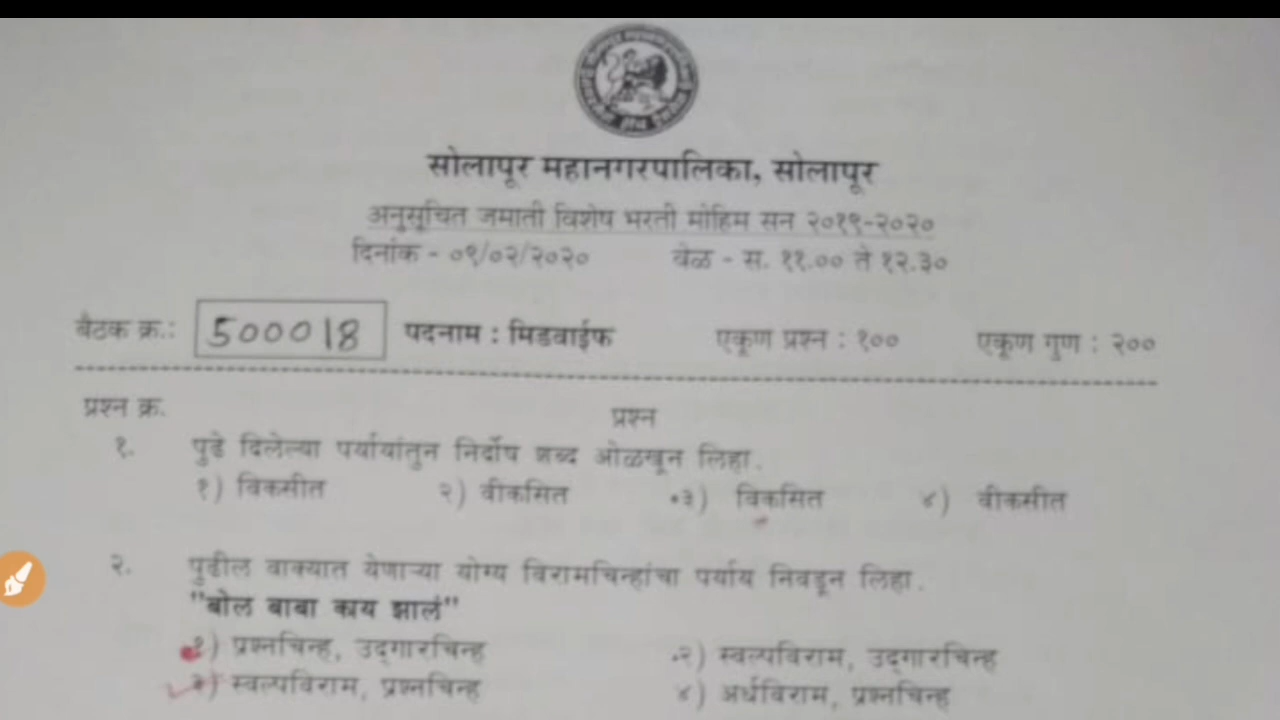 सोलापूर महानगरपालिका, सोलापूर
अनुसूचित जमाती विशेष भरती मोहिम सन २०१९-२०२०
दिनांक - ०९/०२/२०२० वेळ - स. ११.०० ते १२.३०
बैठक क्र.: 500018 पदनाम : मिडवाईफ एकूण प्रश्न : १०० एकूण गुण : २००
प्रश्न क्र. प्रश्न
१. पुढे दिलेल्या पर्यायांतुन निर्दोष शब्द ओळखून लिहा.
१) विकसीत २) वीकसित ३) विकसित ४) वीकसीत
२. पुढील वाक्यात येणाऱ्या योग्य विरामचिन्हांचा पर्याय निवडून लिहा.
"बोल बाबा काय झालं"
१) प्रश्नचिन्ह, उद्गारचिन्ह २) स्वल्पविराम, उद्गारचिन्ह
३) स्वल्पविराम, प्रश्नचिन्ह ४) अर्धविराम, प्रश्नचिन्ह